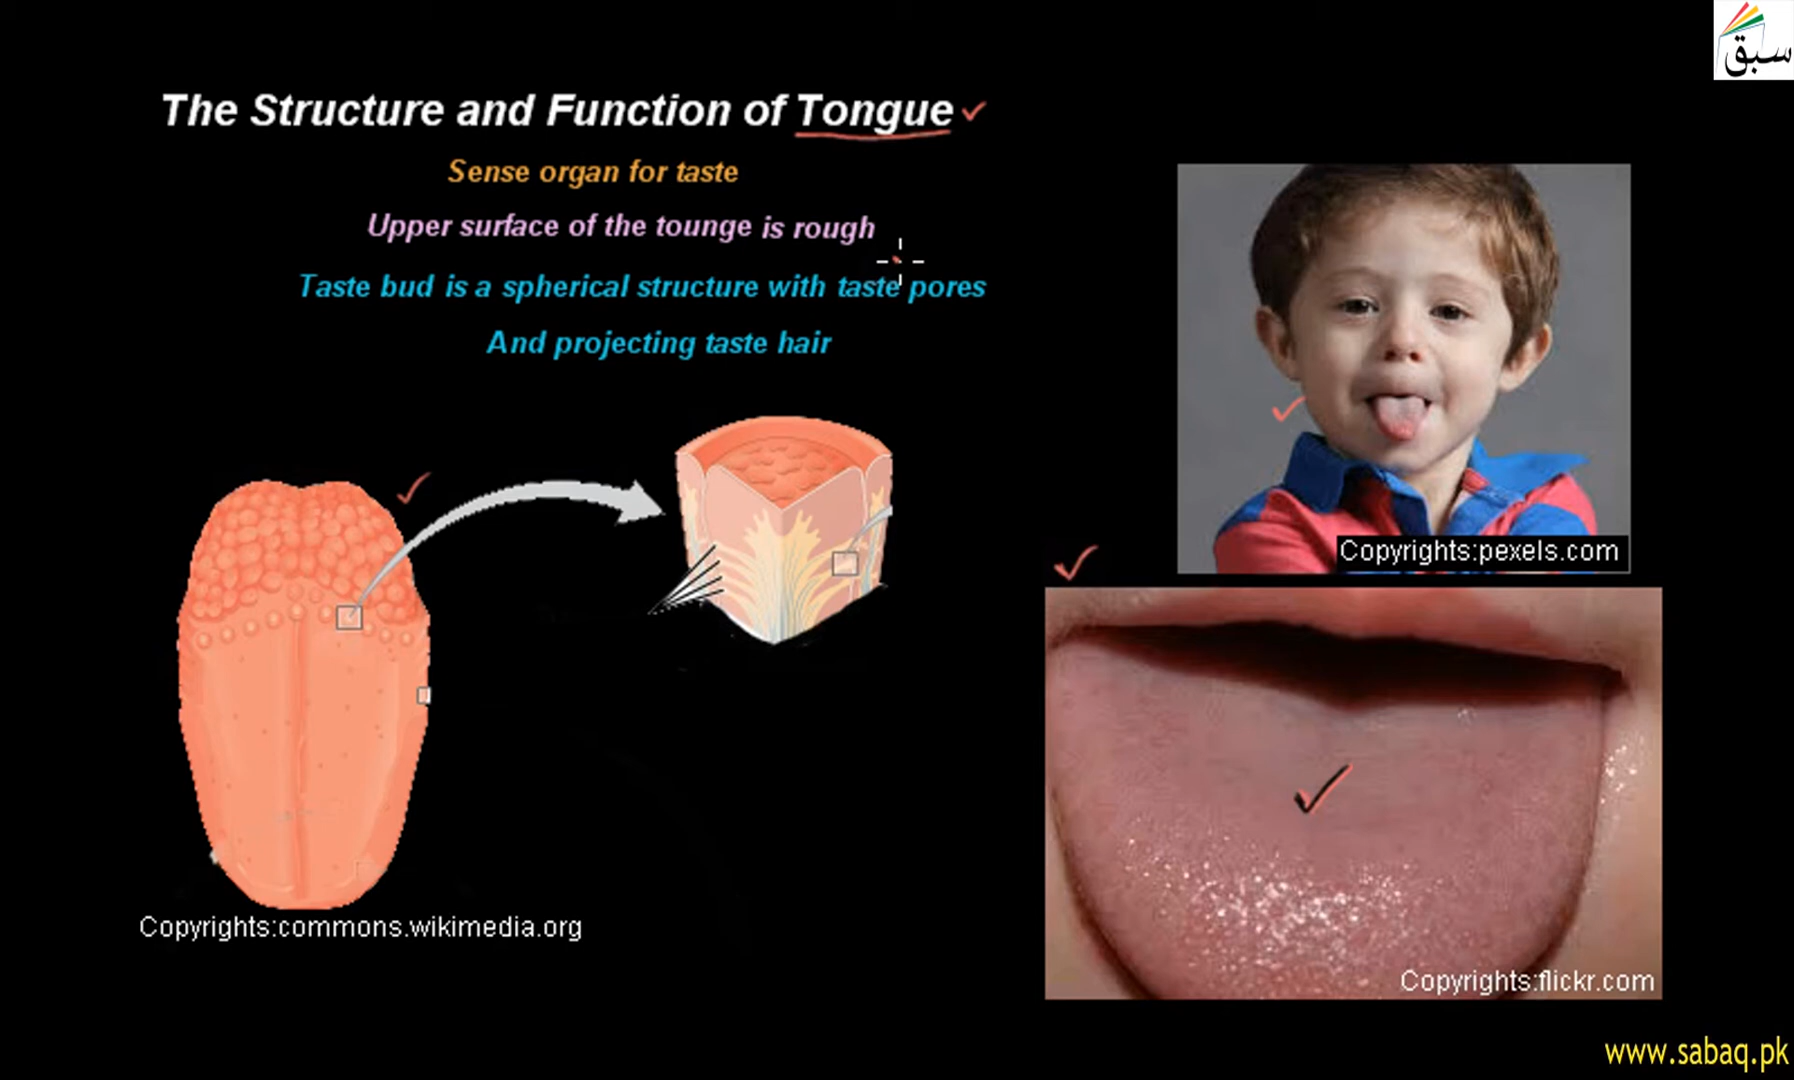 سبق
The Structure and Function of Tongue
Sense organ for taste
Upper surface of the tounge is rough
Taste bud is a spherical structure with taste pores
And projecting taste hair
Copyrights:pexels.com
Copyrights:commons.wikimedia.org
Copyrights:flickr.com
www.sabaq.pk